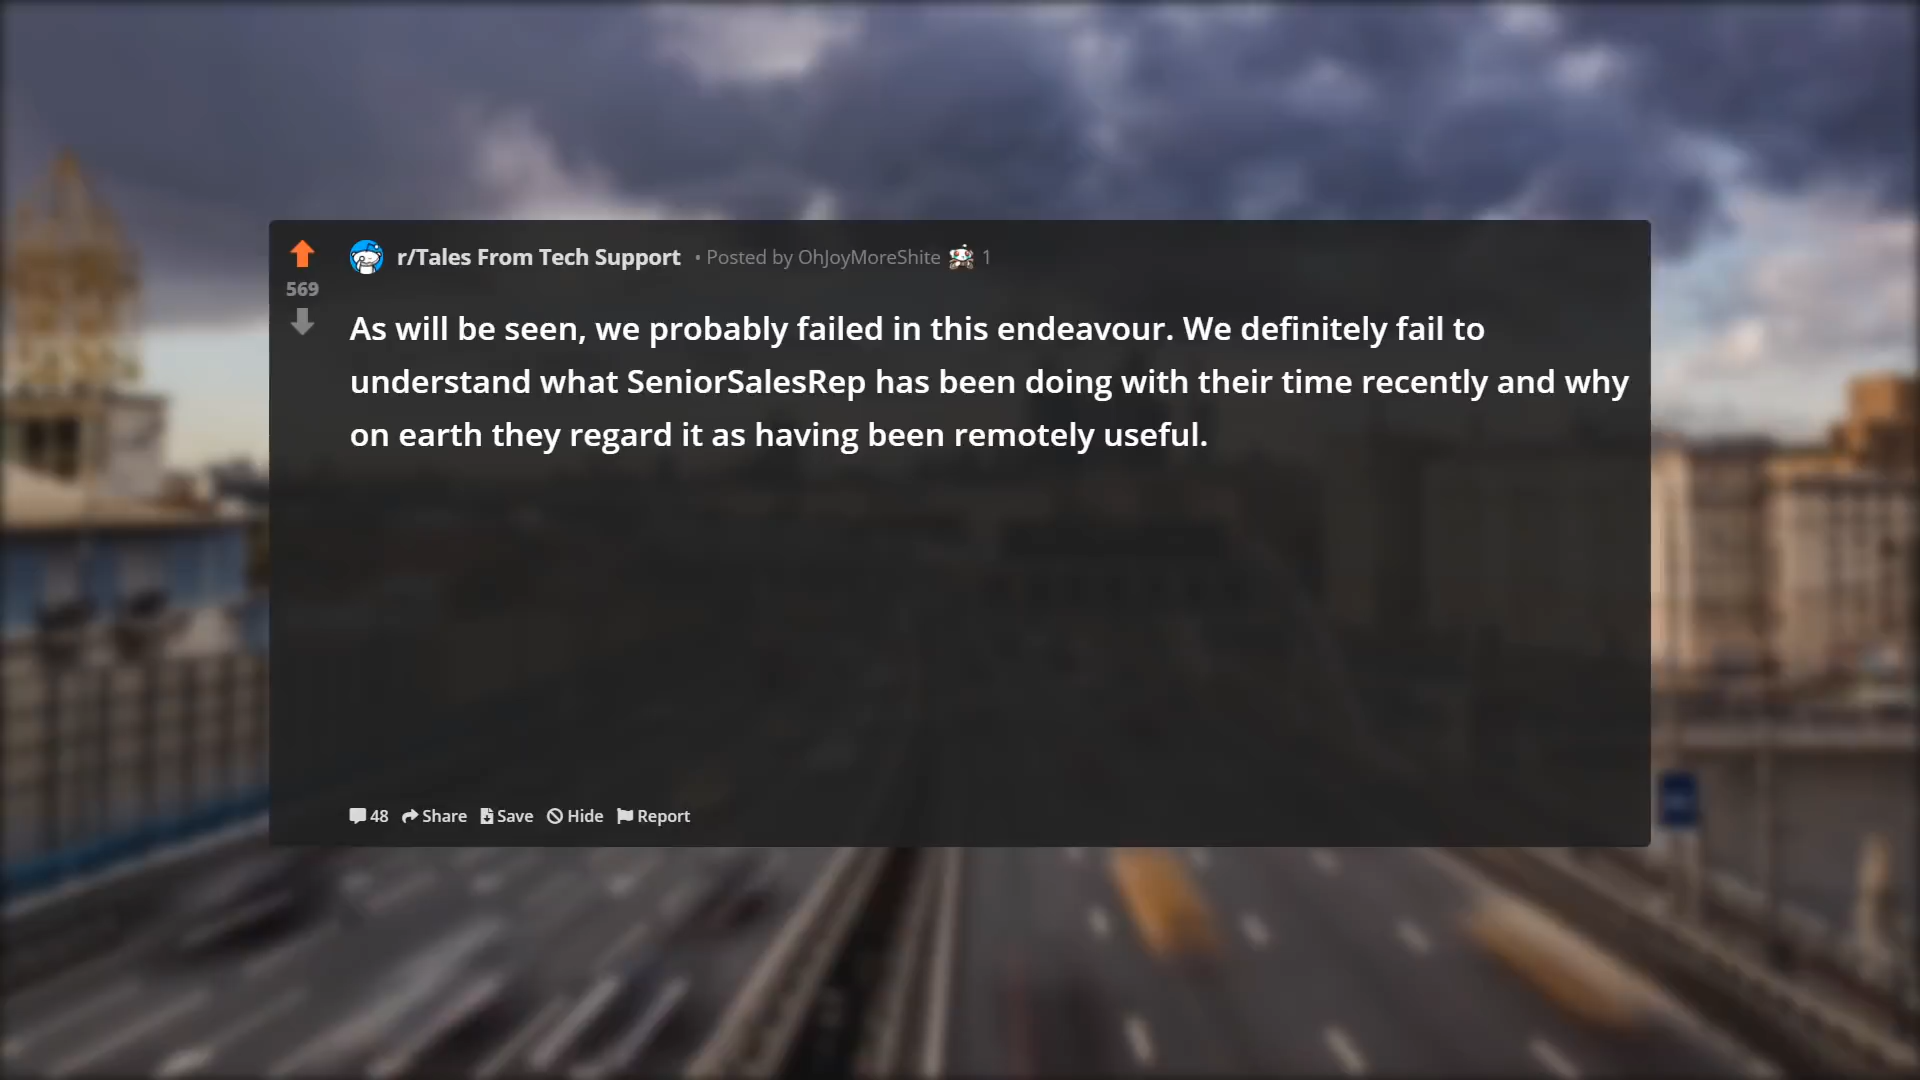 r/Tales From Tech Support • Posted by OhJoyMoreShite 1
569
As will be seen, we probably failed in this endeavour. We definitely fail to
understand what SeniorSalesRep has been doing with their time recently and why
on earth they regard it as having been remotely useful.
48 Share Save Hide Report